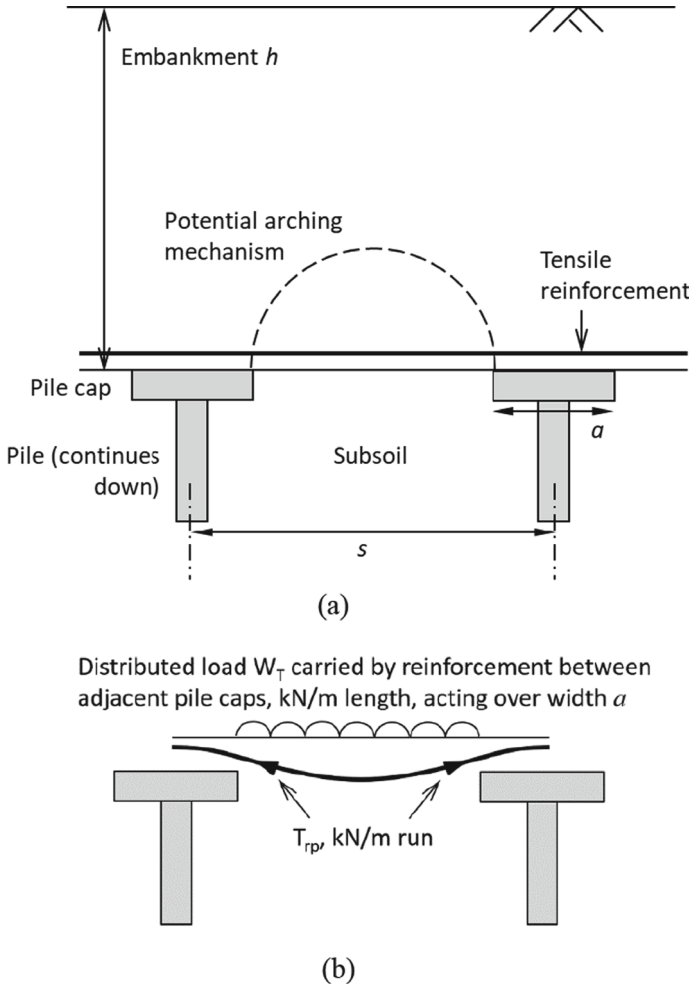 Embankment h
Potential arching
mechanism
Tensile
reinforcement
Pile cap
a
Pile (continues
down)
Subsoil
s
(a)
Distributed load W_T carried by reinforcement between
adjacent pile caps, kN/m length, acting over width a
T_rp, kN/m run
(b)